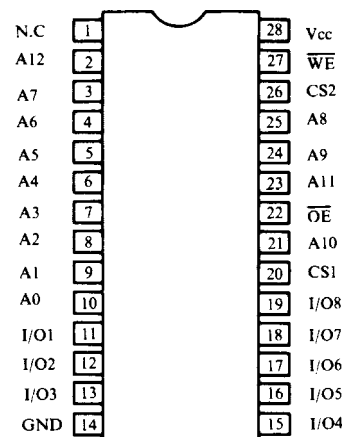 N.C 1 28 Vcc
A12 2 27 W̅E̅
A7 3 26 CS2
A6 4 25 A8
A5 5 24 A9
A4 6 23 A11
A3 7 22 O̅E̅
A2 8 21 A10
A1 9 20 CS1
A0 10 19 I/O8
I/O1 11 18 I/O7
I/O2 12 17 I/O6
I/O3 13 16 I/O5
GND 14 15 I/O4